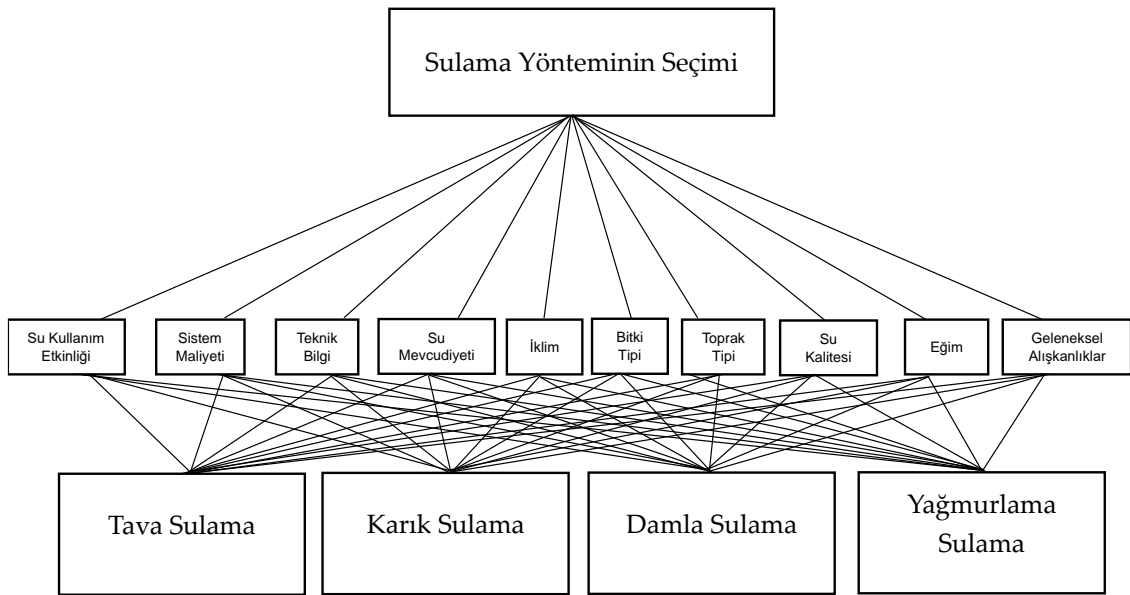 Sulama Yönteminin Seçimi
Su Kullanım
Etkinliği
Sistem
Maliyeti
Teknik
Bilgi
Su
Mevcudiyeti
İklim
Bitki
Tipi
Toprak
Tipi
Su
Kalitesi
Eğim
Geleneksel
Alışkanlıklar
Tava Sulama
Karık Sulama
Damla Sulama
Yağmurlama
Sulama